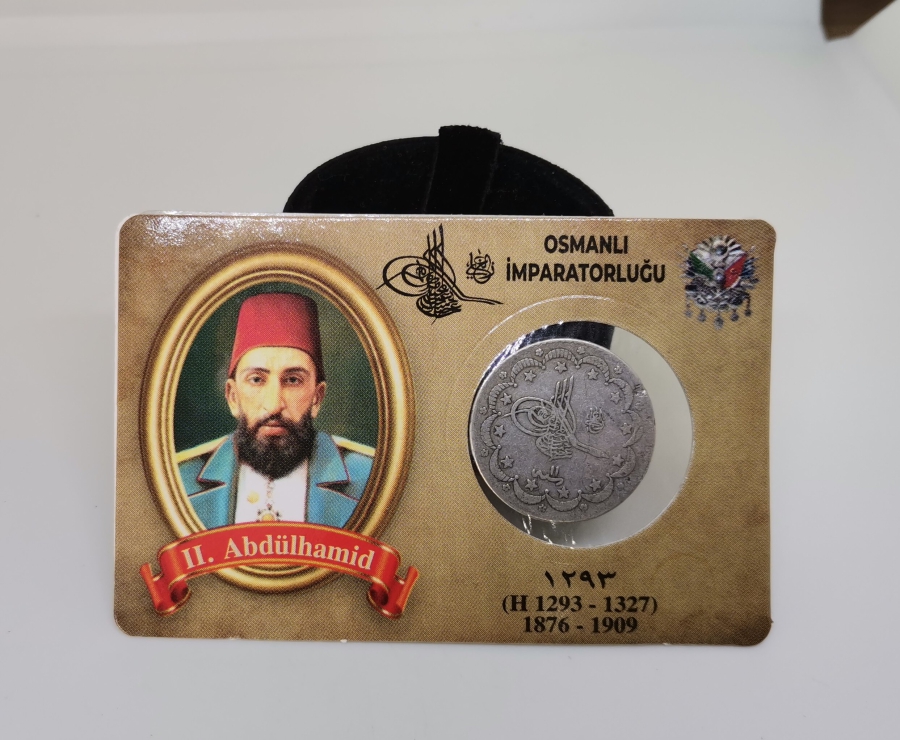 OSMANLI
İMPARATORLUĞU
II. Abdülhamid
١٢٩٣
(H 1293 - 1327)
1876 - 1909